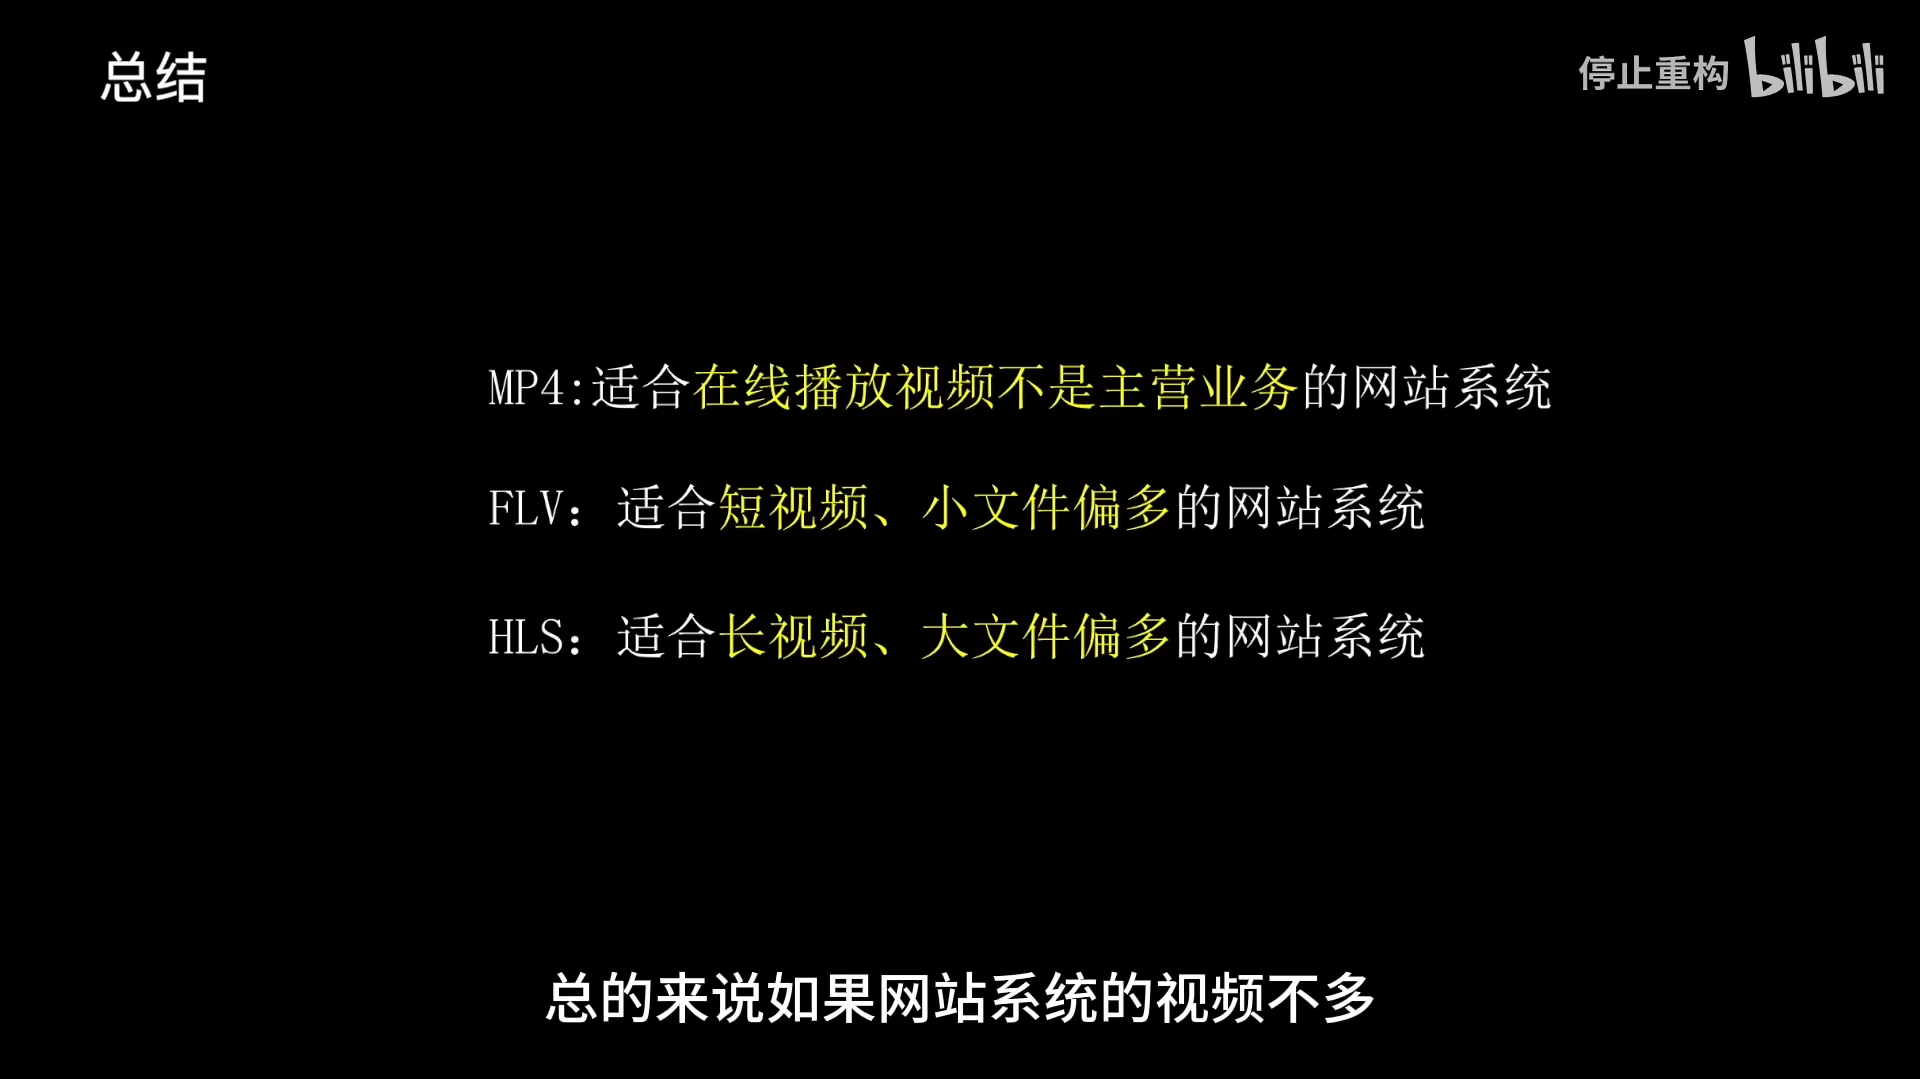 总结
停止重构 bilibili
MP4:适合在线播放视频不是主营业务的网站系统
FLV：适合短视频、小文件偏多的网站系统
HLS：适合长视频、大文件偏多的网站系统
总的来说如果网站系统的视频不多